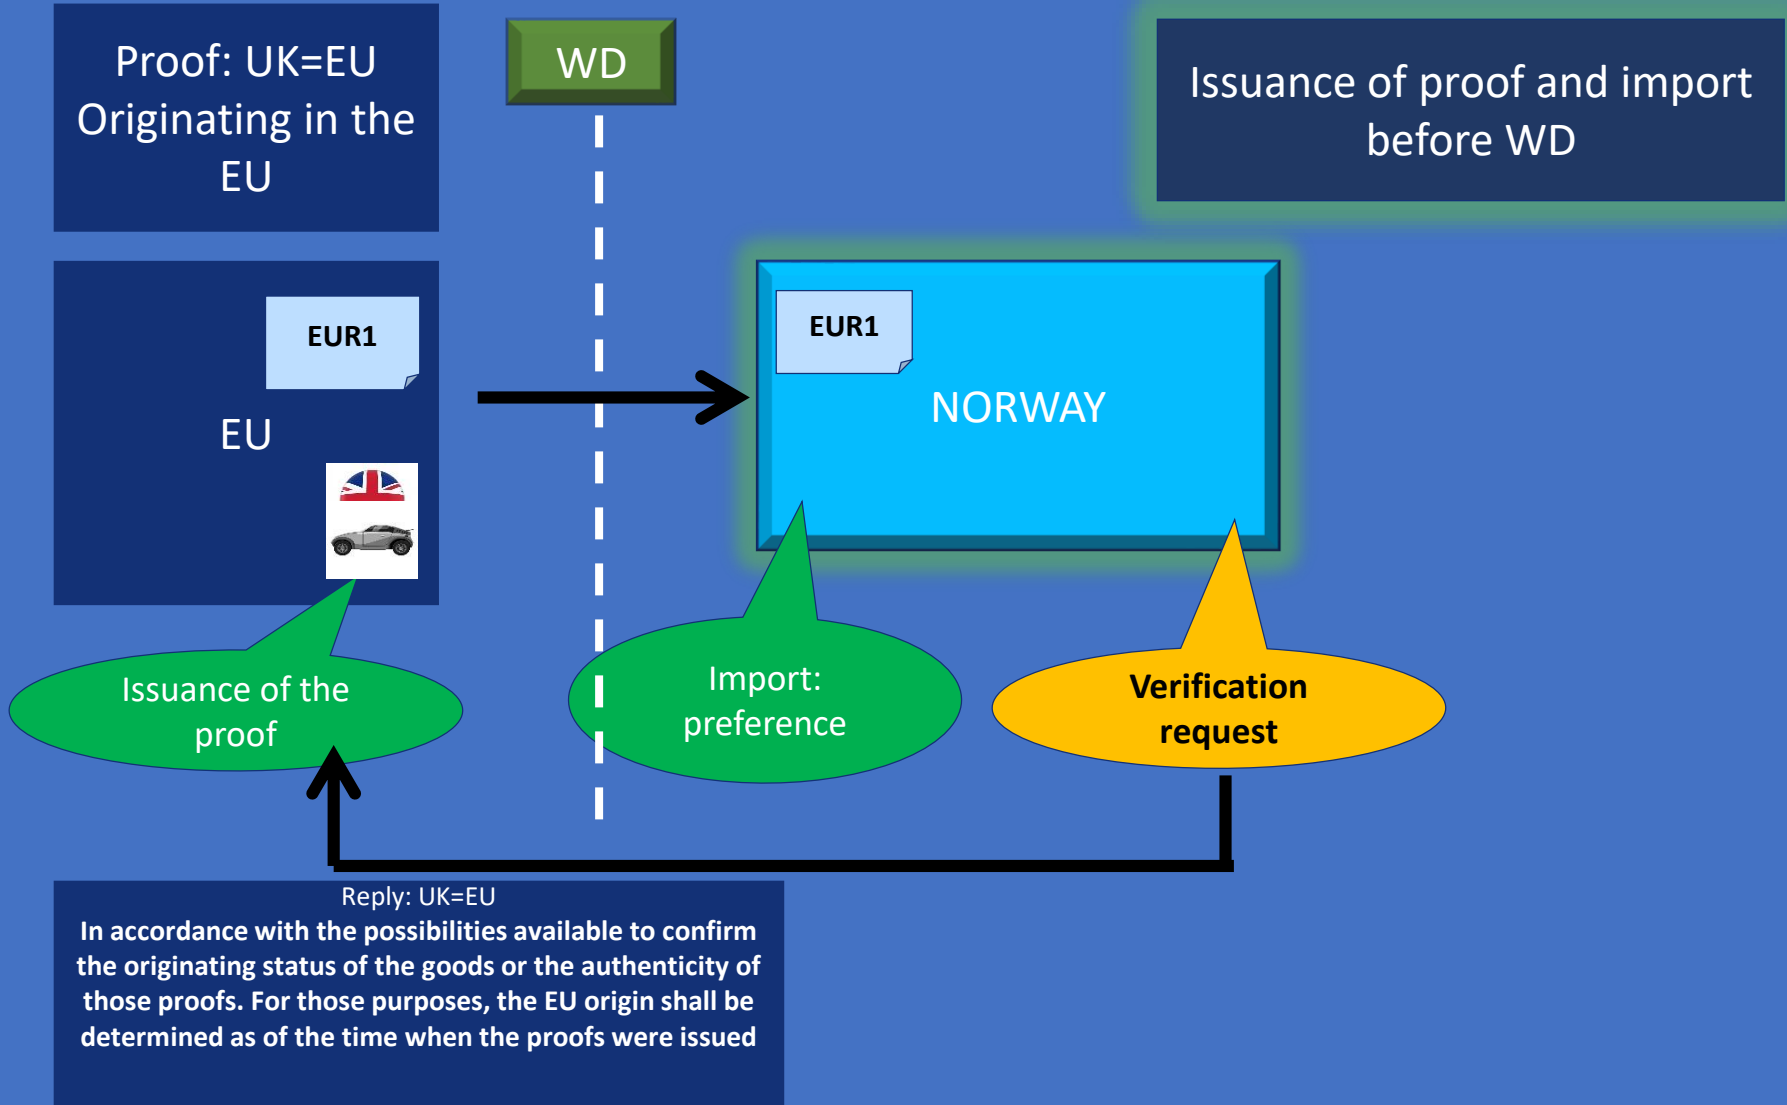 Proof: UK=EU
Originating in the
EU
WD
Issuance of proof and import
before WD
EUR1
EU
EUR1
NORWAY
Issuance of the
proof
Import:
preference
Verification
request
Reply: UK=EU
In accordance with the possibilities available to confirm
the originating status of the goods or the authenticity of
those proofs. For those purposes, the EU origin shall be
determined as of the time when the proofs were issued